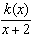 k(x)
x + 2